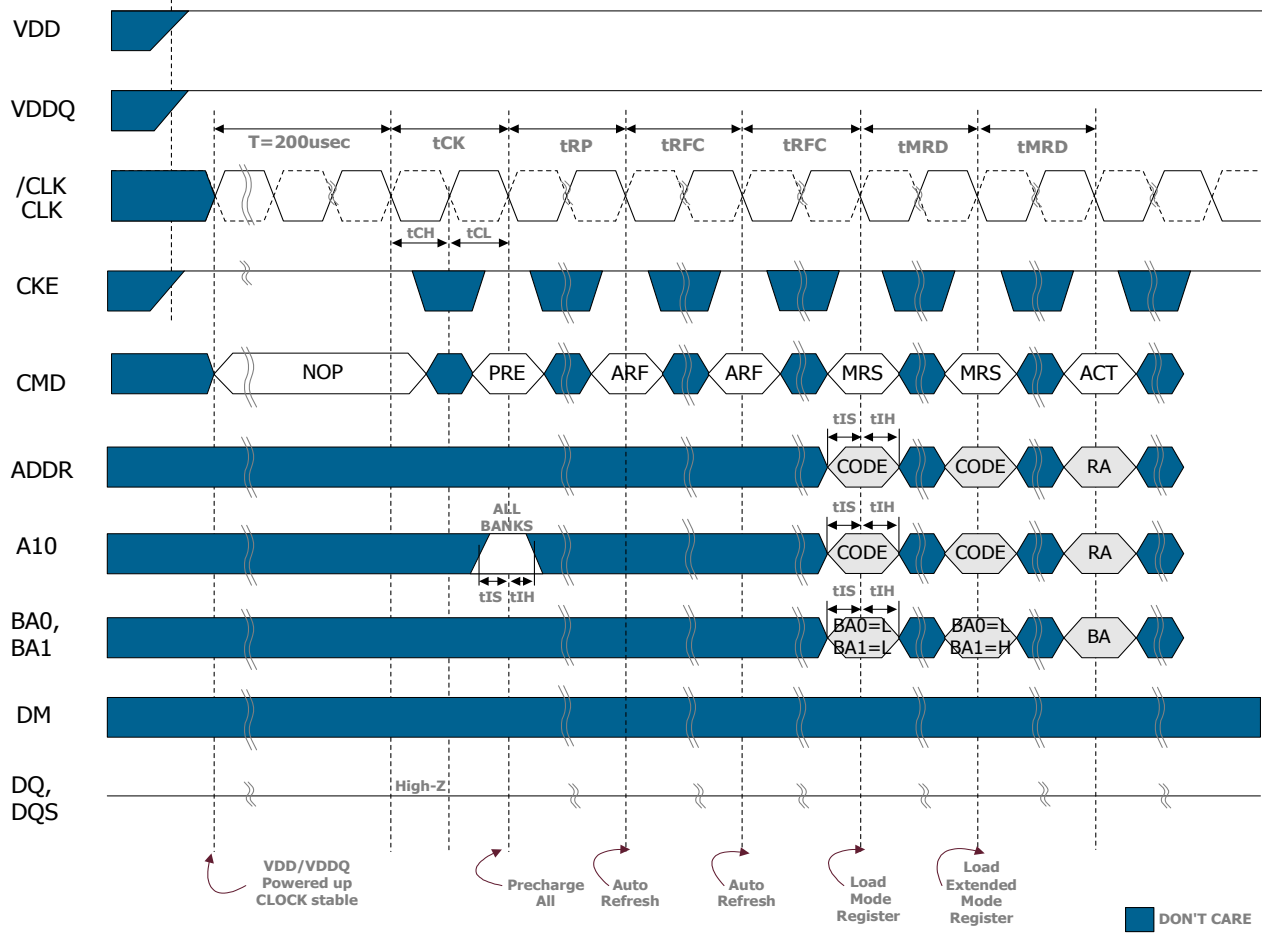 VDD
VDDQ
T=200usec tCK tRP tRFC tRFC tMRD tMRD
/CLK
CLK
tCH tCL
CKE
CMD NOP PRE ARF ARF MRS MRS ACT
tIS tIH
ADDR CODE CODE RA
ALL
BANKS
tIS tIH
A10 CODE CODE RA
tIS tIH
tIS tIH
BA0,
BA1
BA0=L
BA1=L
BA0=L
BA1=H
BA
DM
High-Z
DQ,
DQS
VDD/VDDQ
Powered up
CLOCK stable
Precharge
All
Auto
Refresh
Auto
Refresh
Load
Mode
Register
Load
Extended
Mode
Register
DON'T CARE